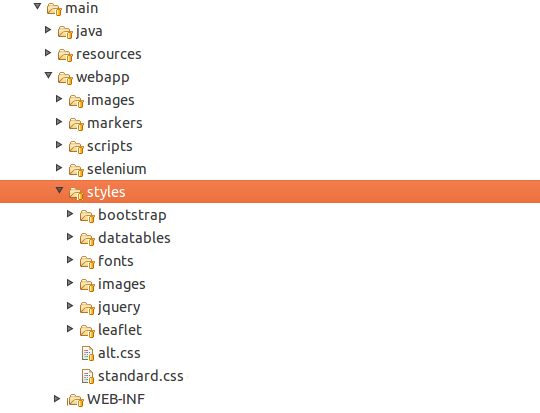 main
java
resources
webapp
images
markers
scripts
selenium
styles
bootstrap
datatables
fonts
images
jquery
leaflet
alt.css
standard.css
WEB-INF